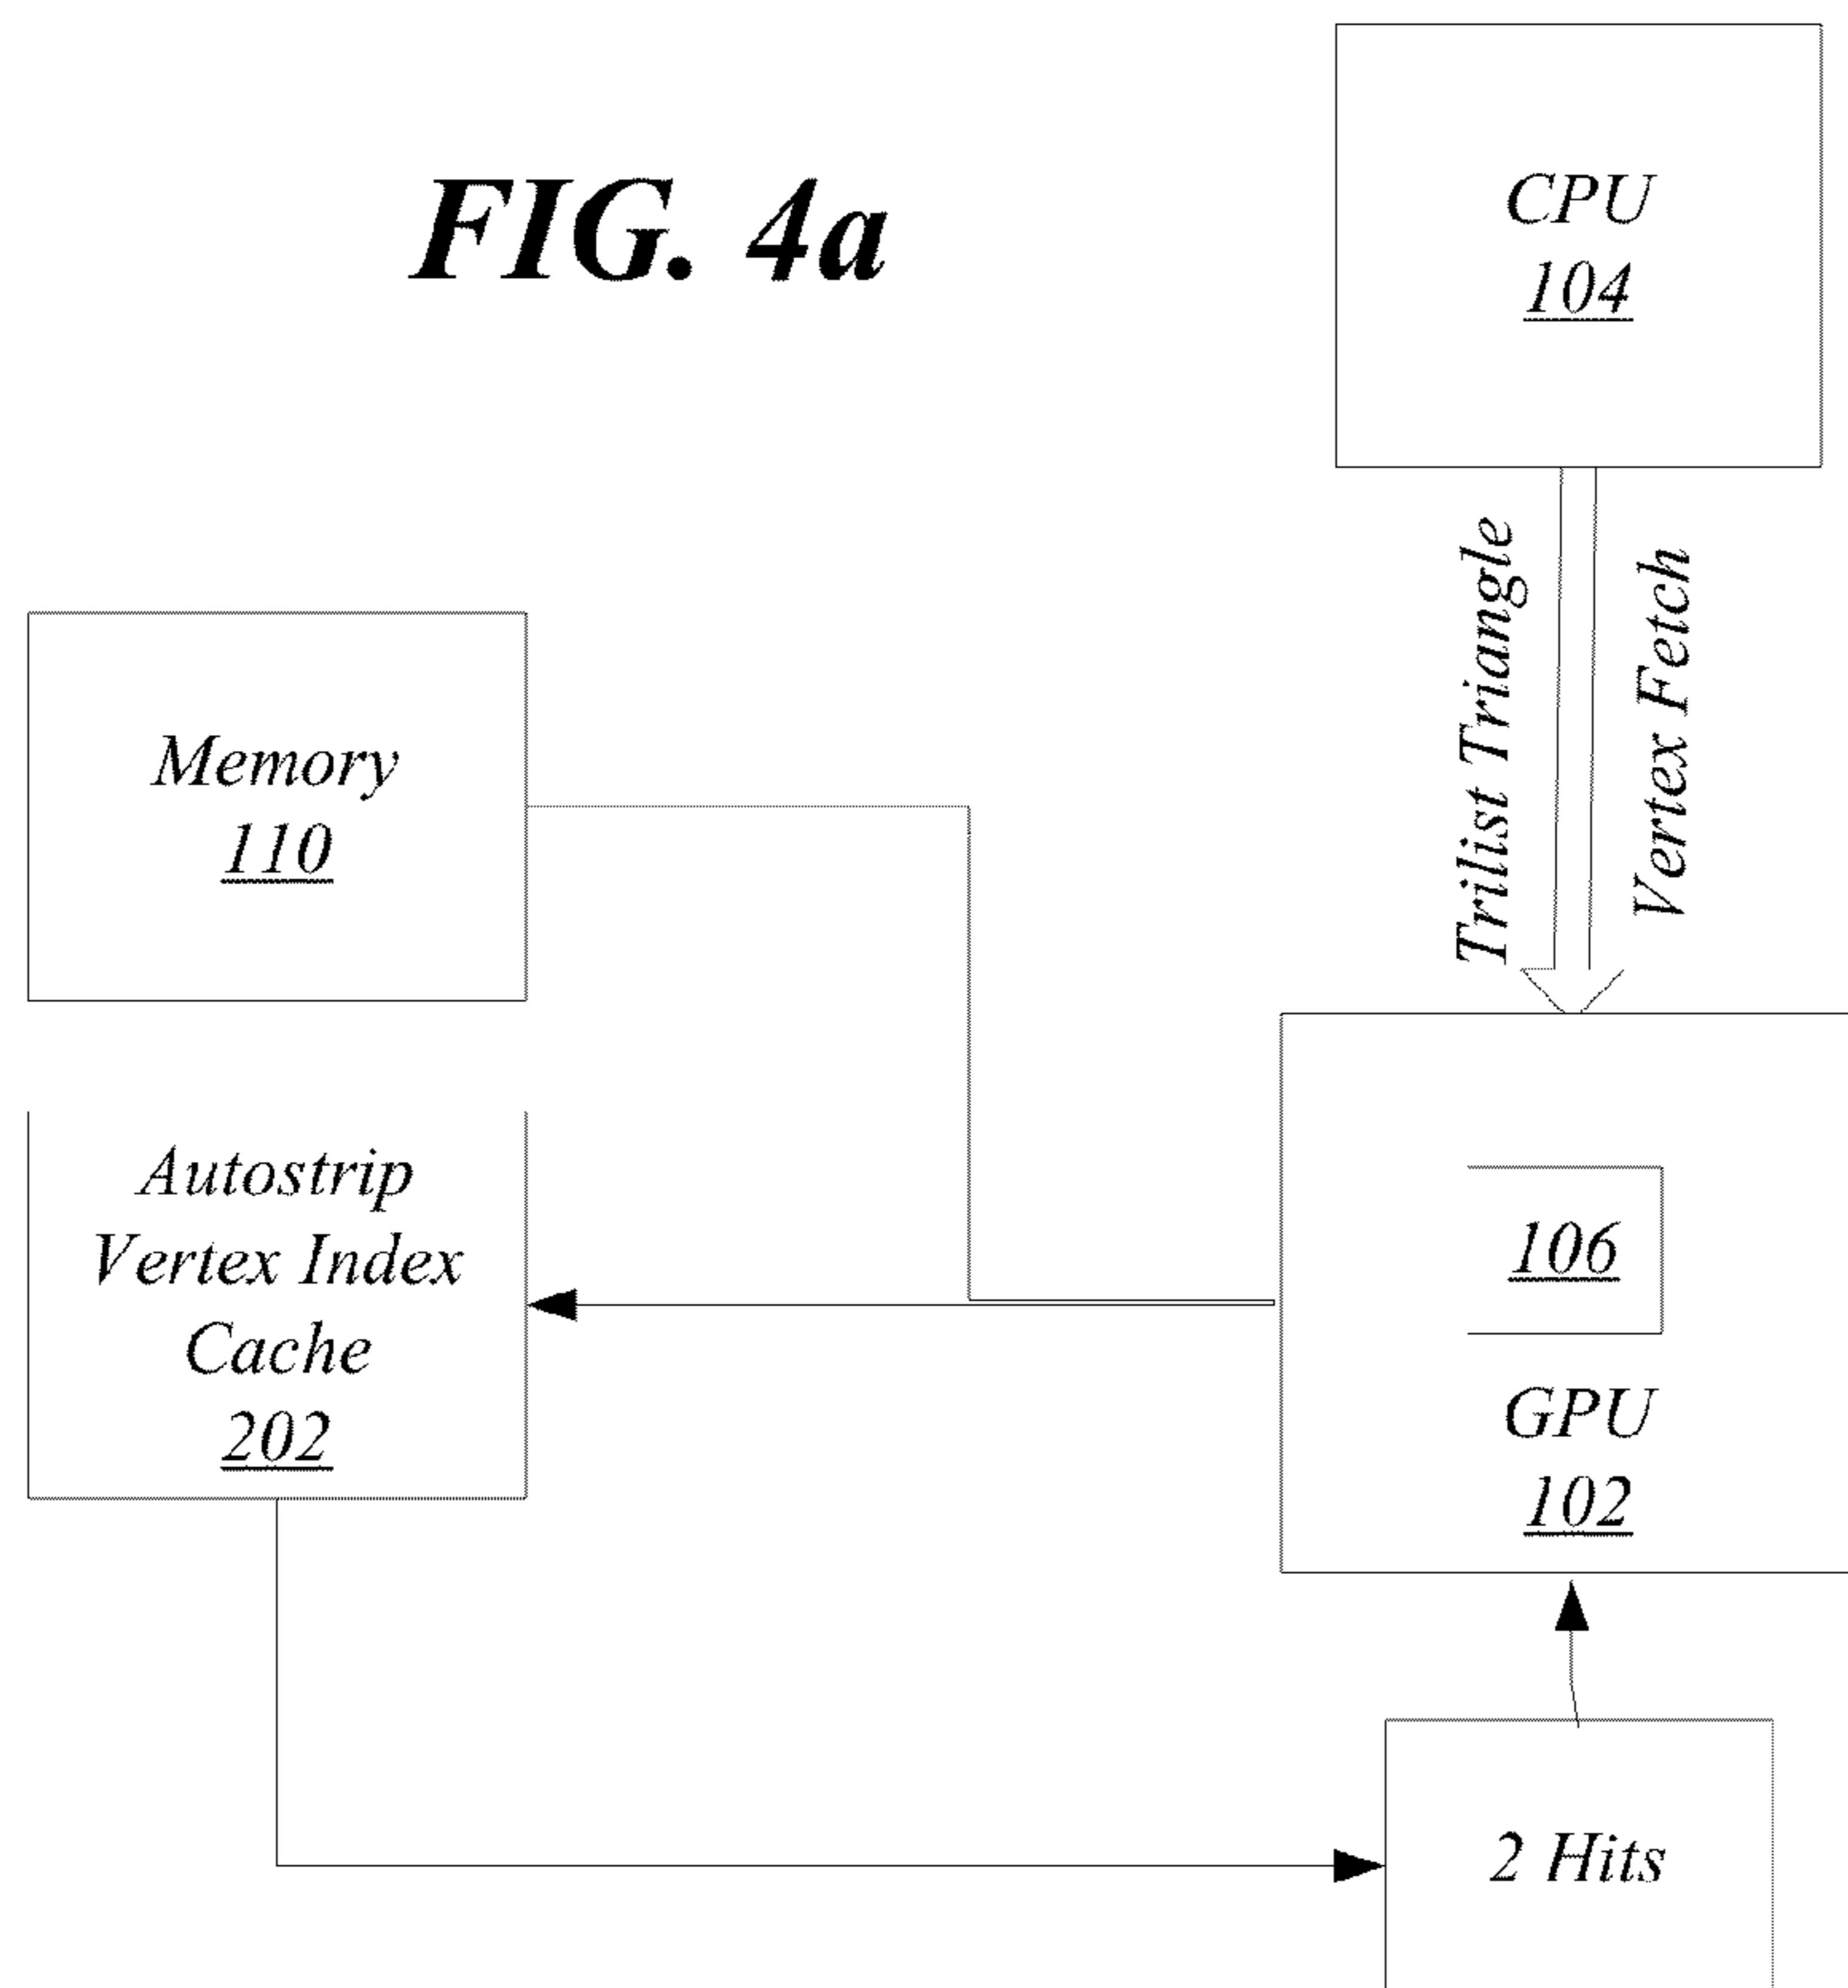 FIG. 4a
CPU
104
Trilist Triangle
Vertex Fetch
Memory
110
Autostrip
Vertex Index
Cache
202
106
GPU
102
2 Hits